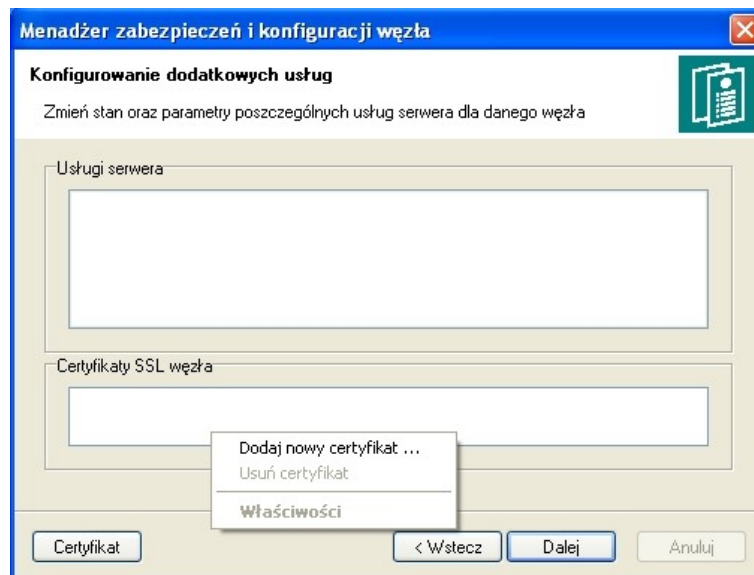 Menadżer zabezpieczeń i konfiguracji węzła
Konfigurowanie dodatkowych usług
Zmień stan oraz parametry poszczególnych usług serwera dla danego węzła
Usługi serwera
Certyfikaty SSL węzła
Dodaj nowy certyfikat ...
Usuń certyfikat
Właściwości
Certyfikat
< Wstecz
Dalej
Anuluj